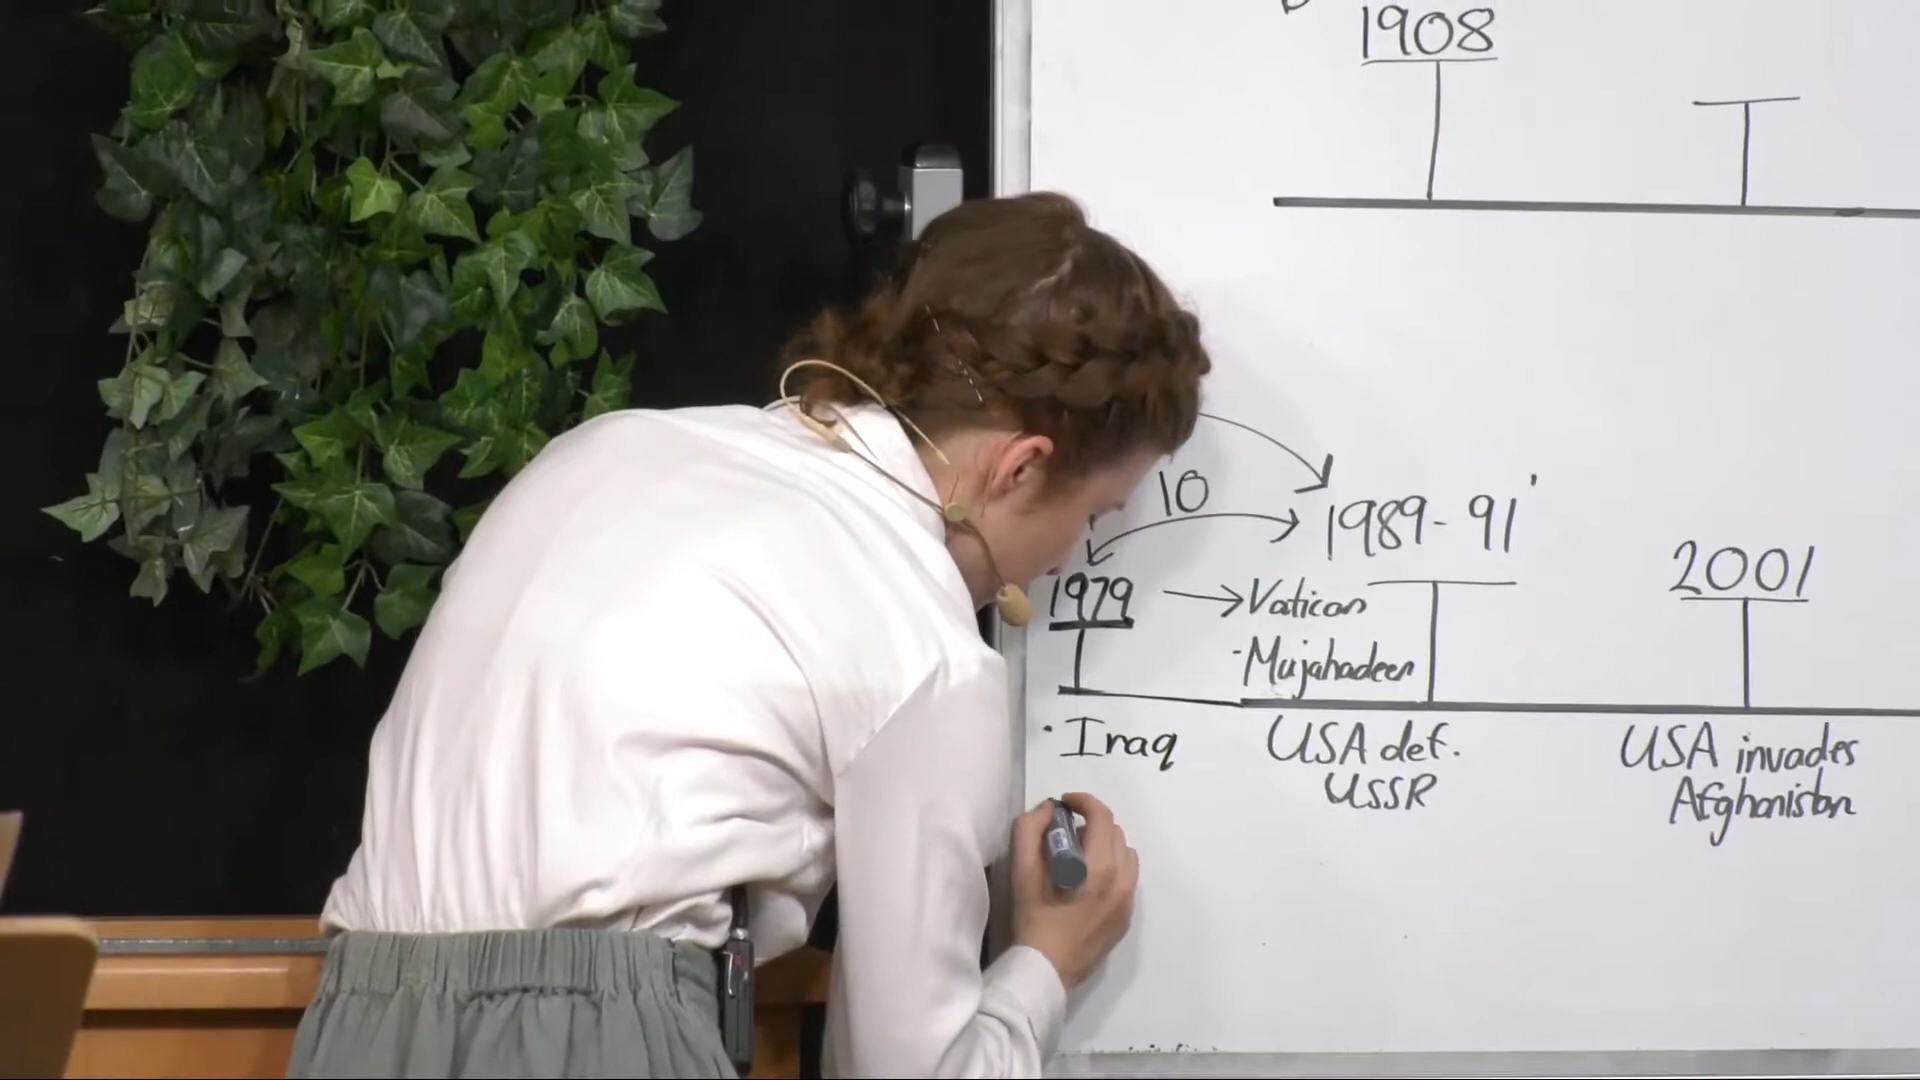 1908
10
1989-91
2001
1979 → Vatican
· Mujahadeen
· Iraq
USA def.
USSR
USA invades
Afghanistan